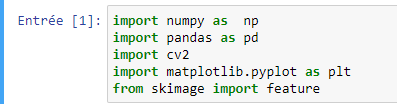 Entrée [1]: import numpy as  np
import pandas as pd
import cv2
import matplotlib.pyplot as plt
from skimage import feature